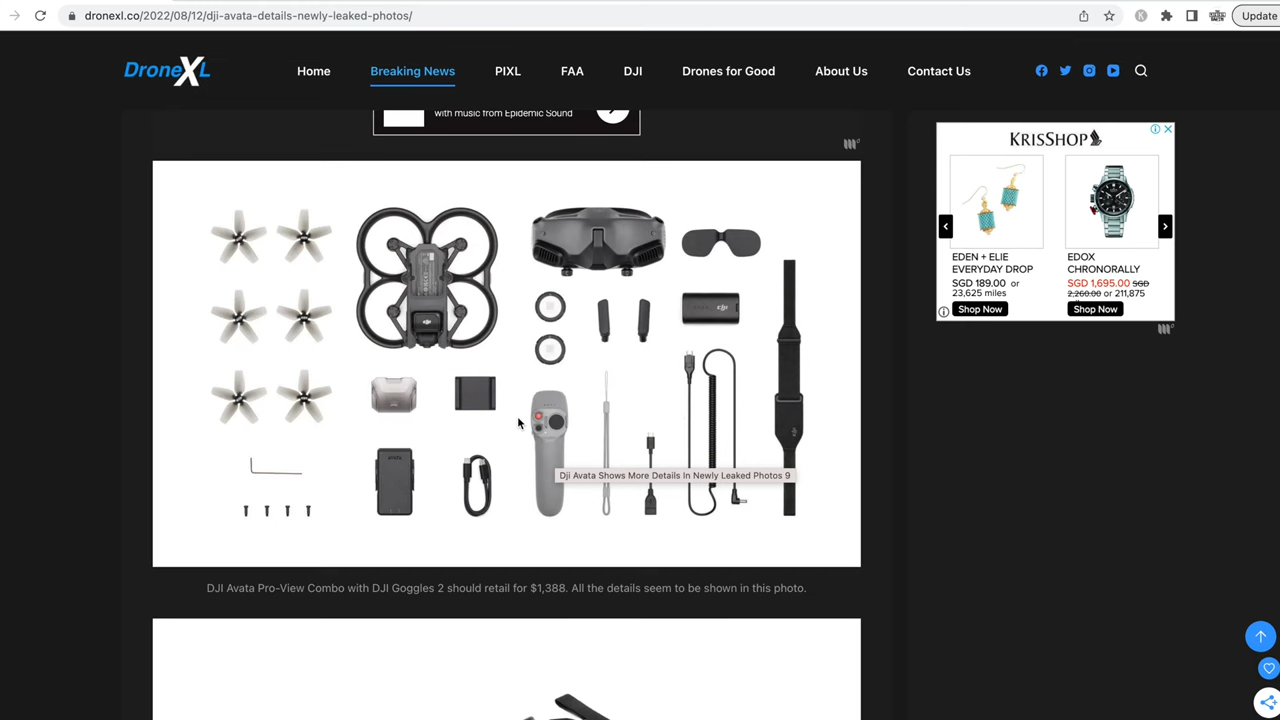 dronexl.co/2022/08/12/dji-avata-details-newly-leaked-photos/
Update
DroneXL
Home
Breaking News
PIXL
FAA
DJI
Drones for Good
About Us
Contact Us
with music from Epidemic Sound
KRISSHOP
EDEN + ELIE
EVERYDAY DROP
SGD 189.00 or
23,625 miles
Shop Now
EDOX
CHRONORALLY
SGD 1,695.00 SGD
2,260.00 or 211,875
Shop Now
Dji Avata Shows More Details In Newly Leaked Photos 9
DJI Avata Pro-View Combo with DJI Goggles 2 should retail for $1,388. All the details seem to be shown in this photo.